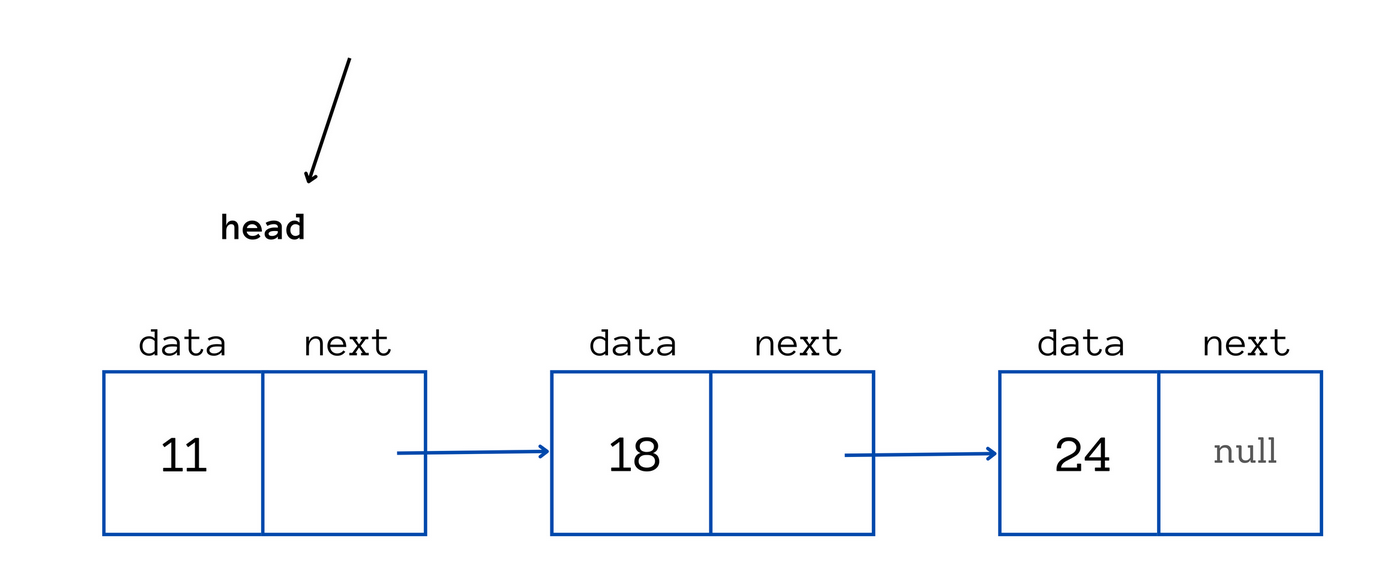 head
data next data next data next
11 18 24 null